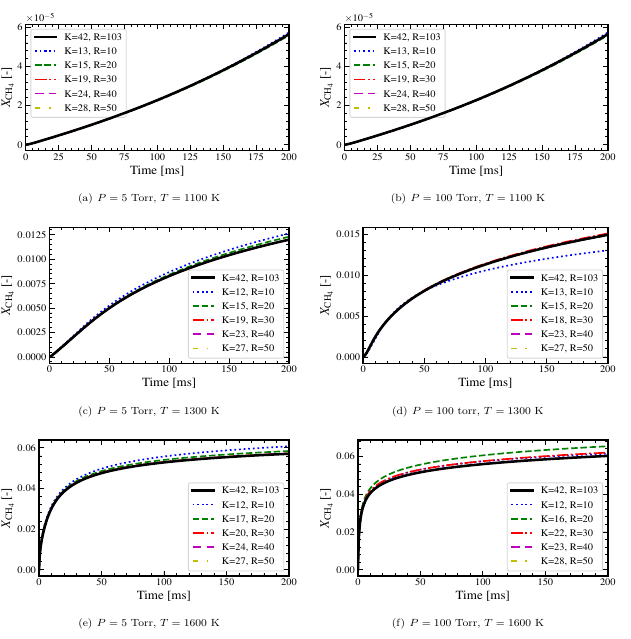 ×10⁻⁵
6
4
2
0
X_CH₄ [-]
K=42, R=103
K=13, R=10
K=15, R=20
K=19, R=30
K=24, R=40
K=28, R=50
0 25 50 75 100 125 150 175 200
Time [ms]
(a) P = 5 Torr, T = 1100 K
×10⁻⁵
6
4
2
0
X_CH₄ [-]
K=42, R=103
K=13, R=10
K=15, R=20
K=19, R=30
K=24, R=40
K=28, R=50
0 25 50 75 100 125 150 175 200
Time [ms]
(b) P = 100 Torr, T = 1100 K
0.0125
0.0100
0.0075
0.0050
0.0025
0.0000
X_CH₄ [-]
K=42, R=103
K=12, R=10
K=15, R=20
K=19, R=30
K=23, R=40
K=27, R=50
0 50 100 150 200
Time [ms]
(c) P = 5 Torr, T = 1300 K
0.015
0.010
0.005
0.000
X_CH₄ [-]
K=42, R=103
K=13, R=10
K=15, R=20
K=18, R=30
K=23, R=40
K=27, R=50
0 50 100 150 200
Time [ms]
(d) P = 100 torr, T = 1300 K
0.06
0.04
0.02
0.00
X_CH₄ [-]
K=42, R=103
K=12, R=10
K=17, R=20
K=20, R=30
K=24, R=40
K=27, R=50
0 50 100 150 200
Time [ms]
(e) P = 5 Torr, T = 1600 K
0.06
0.04
0.02
0.00
X_CH₄ [-]
K=42, R=103
K=12, R=10
K=16, R=20
K=22, R=30
K=23, R=40
K=28, R=50
0 50 100 150 200
Time [ms]
(f) P = 100 Torr, T = 1600 K